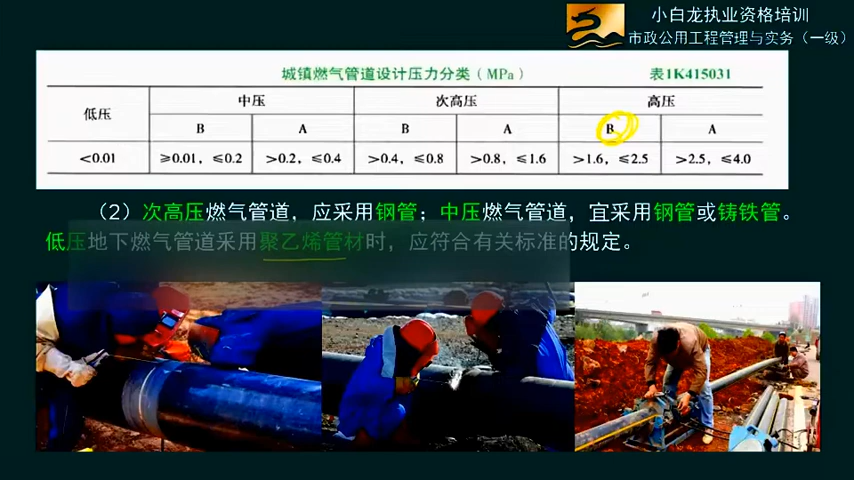 小白龙执业资格培训
市政公用工程管理与实务（一级）
城镇燃气管道设计压力分类（MPa） 表1K415031
低压 中压 次高压 高压
B A B A B A
<0.01 ≥0.01，≤0.2 >0.2，≤0.4 >0.4，≤0.8 >0.8，≤1.6 >1.6，≤2.5 >2.5，≤4.0
（2）次高压燃气管道，应采用钢管；中压燃气管道，宜采用钢管或铸铁管。
低压地下燃气管道采用聚乙烯管材时，应符合有关标准的规定。